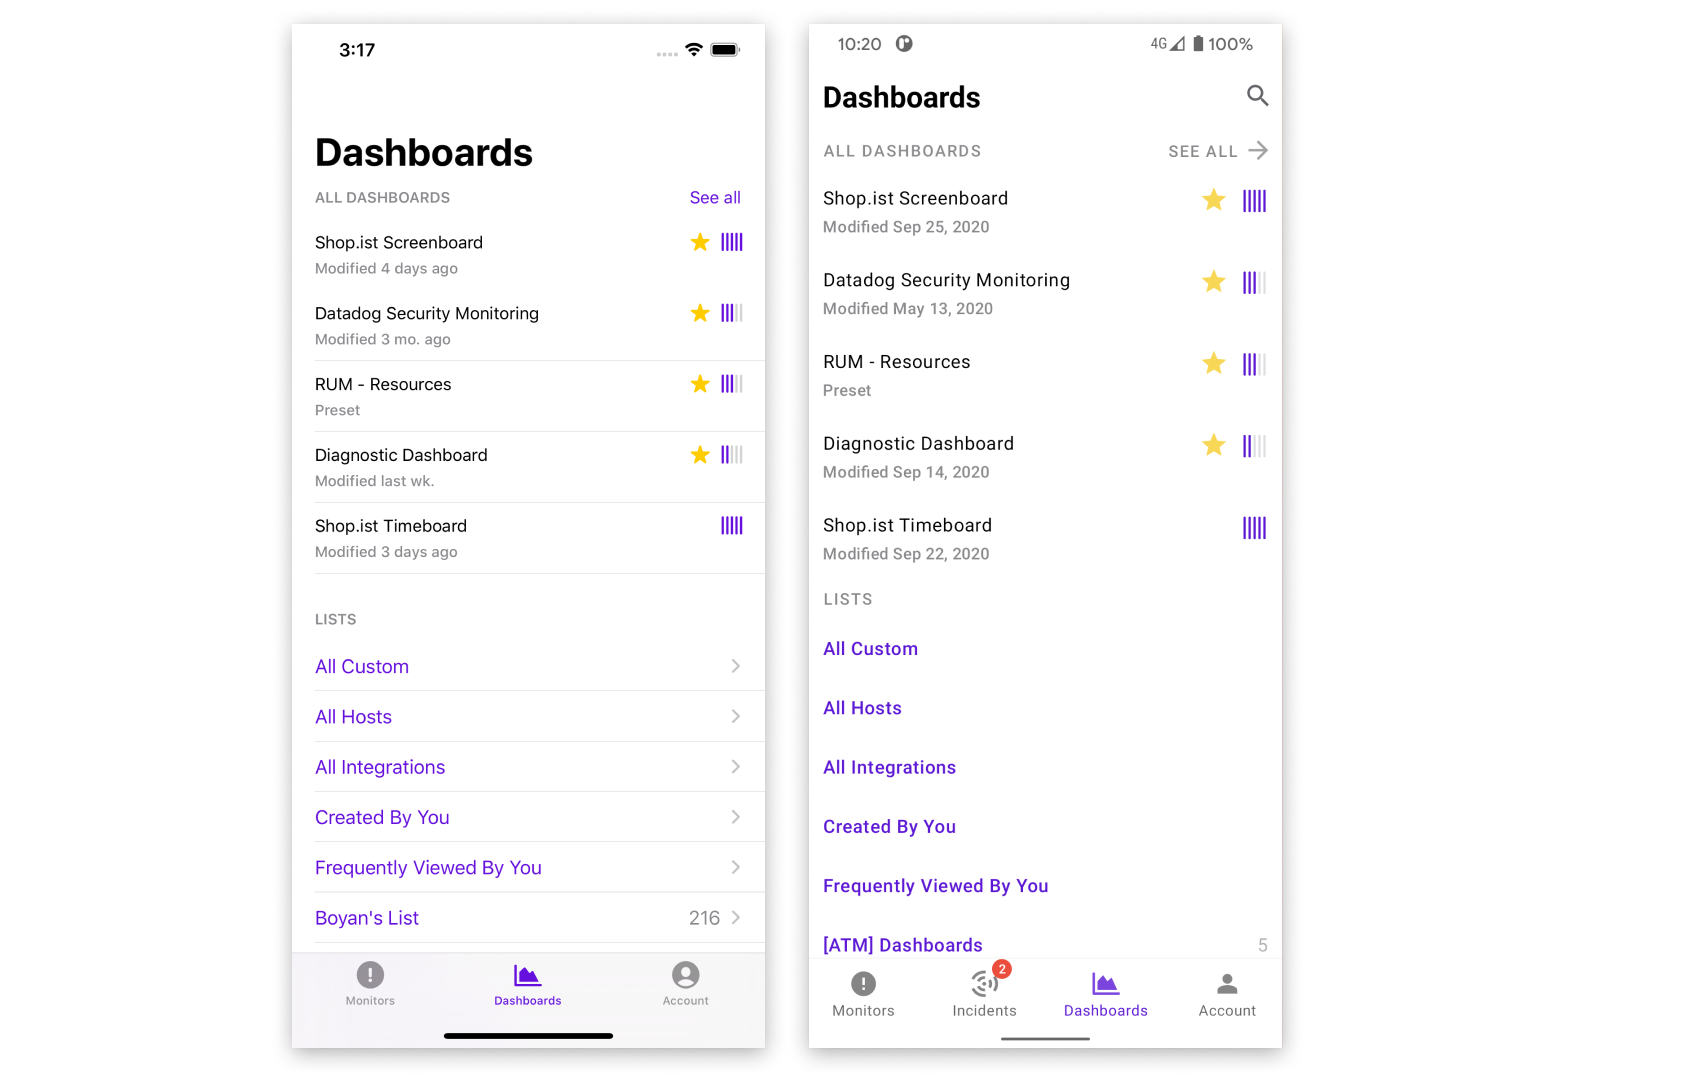 3:17
Dashboards
ALL DASHBOARDS See all
Shop.ist Screenboard
Modified 4 days ago
Datadog Security Monitoring
Modified 3 mo. ago
RUM - Resources
Preset
Diagnostic Dashboard
Modified last wk.
Shop.ist Timeboard
Modified 3 days ago
LISTS
All Custom
All Hosts
All Integrations
Created By You
Frequently Viewed By You
Boyan's List 216
Monitors Dashboards Account
10:20 4G 100%
Dashboards
ALL DASHBOARDS SEE ALL
Shop.ist Screenboard
Modified Sep 25, 2020
Datadog Security Monitoring
Modified May 13, 2020
RUM - Resources
Preset
Diagnostic Dashboard
Modified Sep 14, 2020
Shop.ist Timeboard
Modified Sep 22, 2020
LISTS
All Custom
All Hosts
All Integrations
Created By You
Frequently Viewed By You
[ATM] Dashboards 5
2
Monitors Incidents Dashboards Account